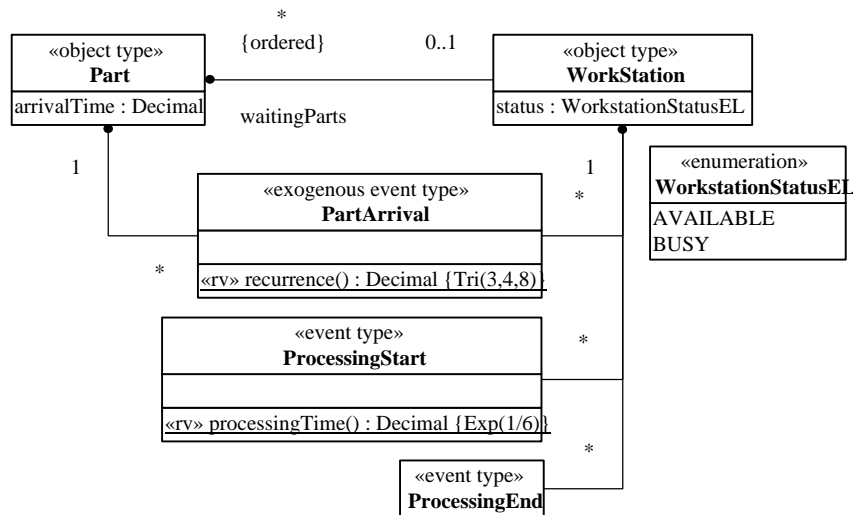 *
{ordered}
0..1
«object type»
Part
arrivalTime : Decimal
waitingParts
«object type»
WorkStation
status : WorkstationStatusEL
1
1
«enumeration»
WorkstationStatusEL
AVAILABLE
BUSY
«exogenous event type»
PartArrival
«rv» recurrence() : Decimal {Tri(3,4,8)}
*
*
«event type»
ProcessingStart
«rv» processingTime() : Decimal {Exp(1/6)}
*
«event type»
ProcessingEnd
*